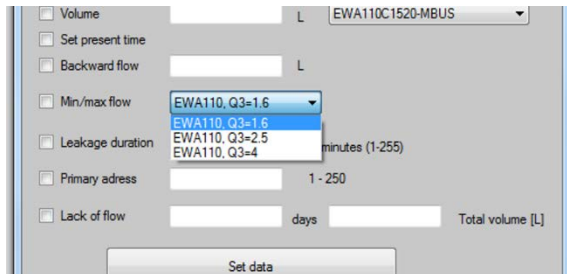 Volume L EWA110C1520-MBUS
Set present time
Backward flow L
Min/max flow EWA110, Q3=1.6
EWA110, Q3=1.6
EWA110, Q3=2.5
Leakage duration minutes (1-255)
EWA110, Q3=4
Primary adress 1 - 250
Lack of flow days Total volume [L]
Set data